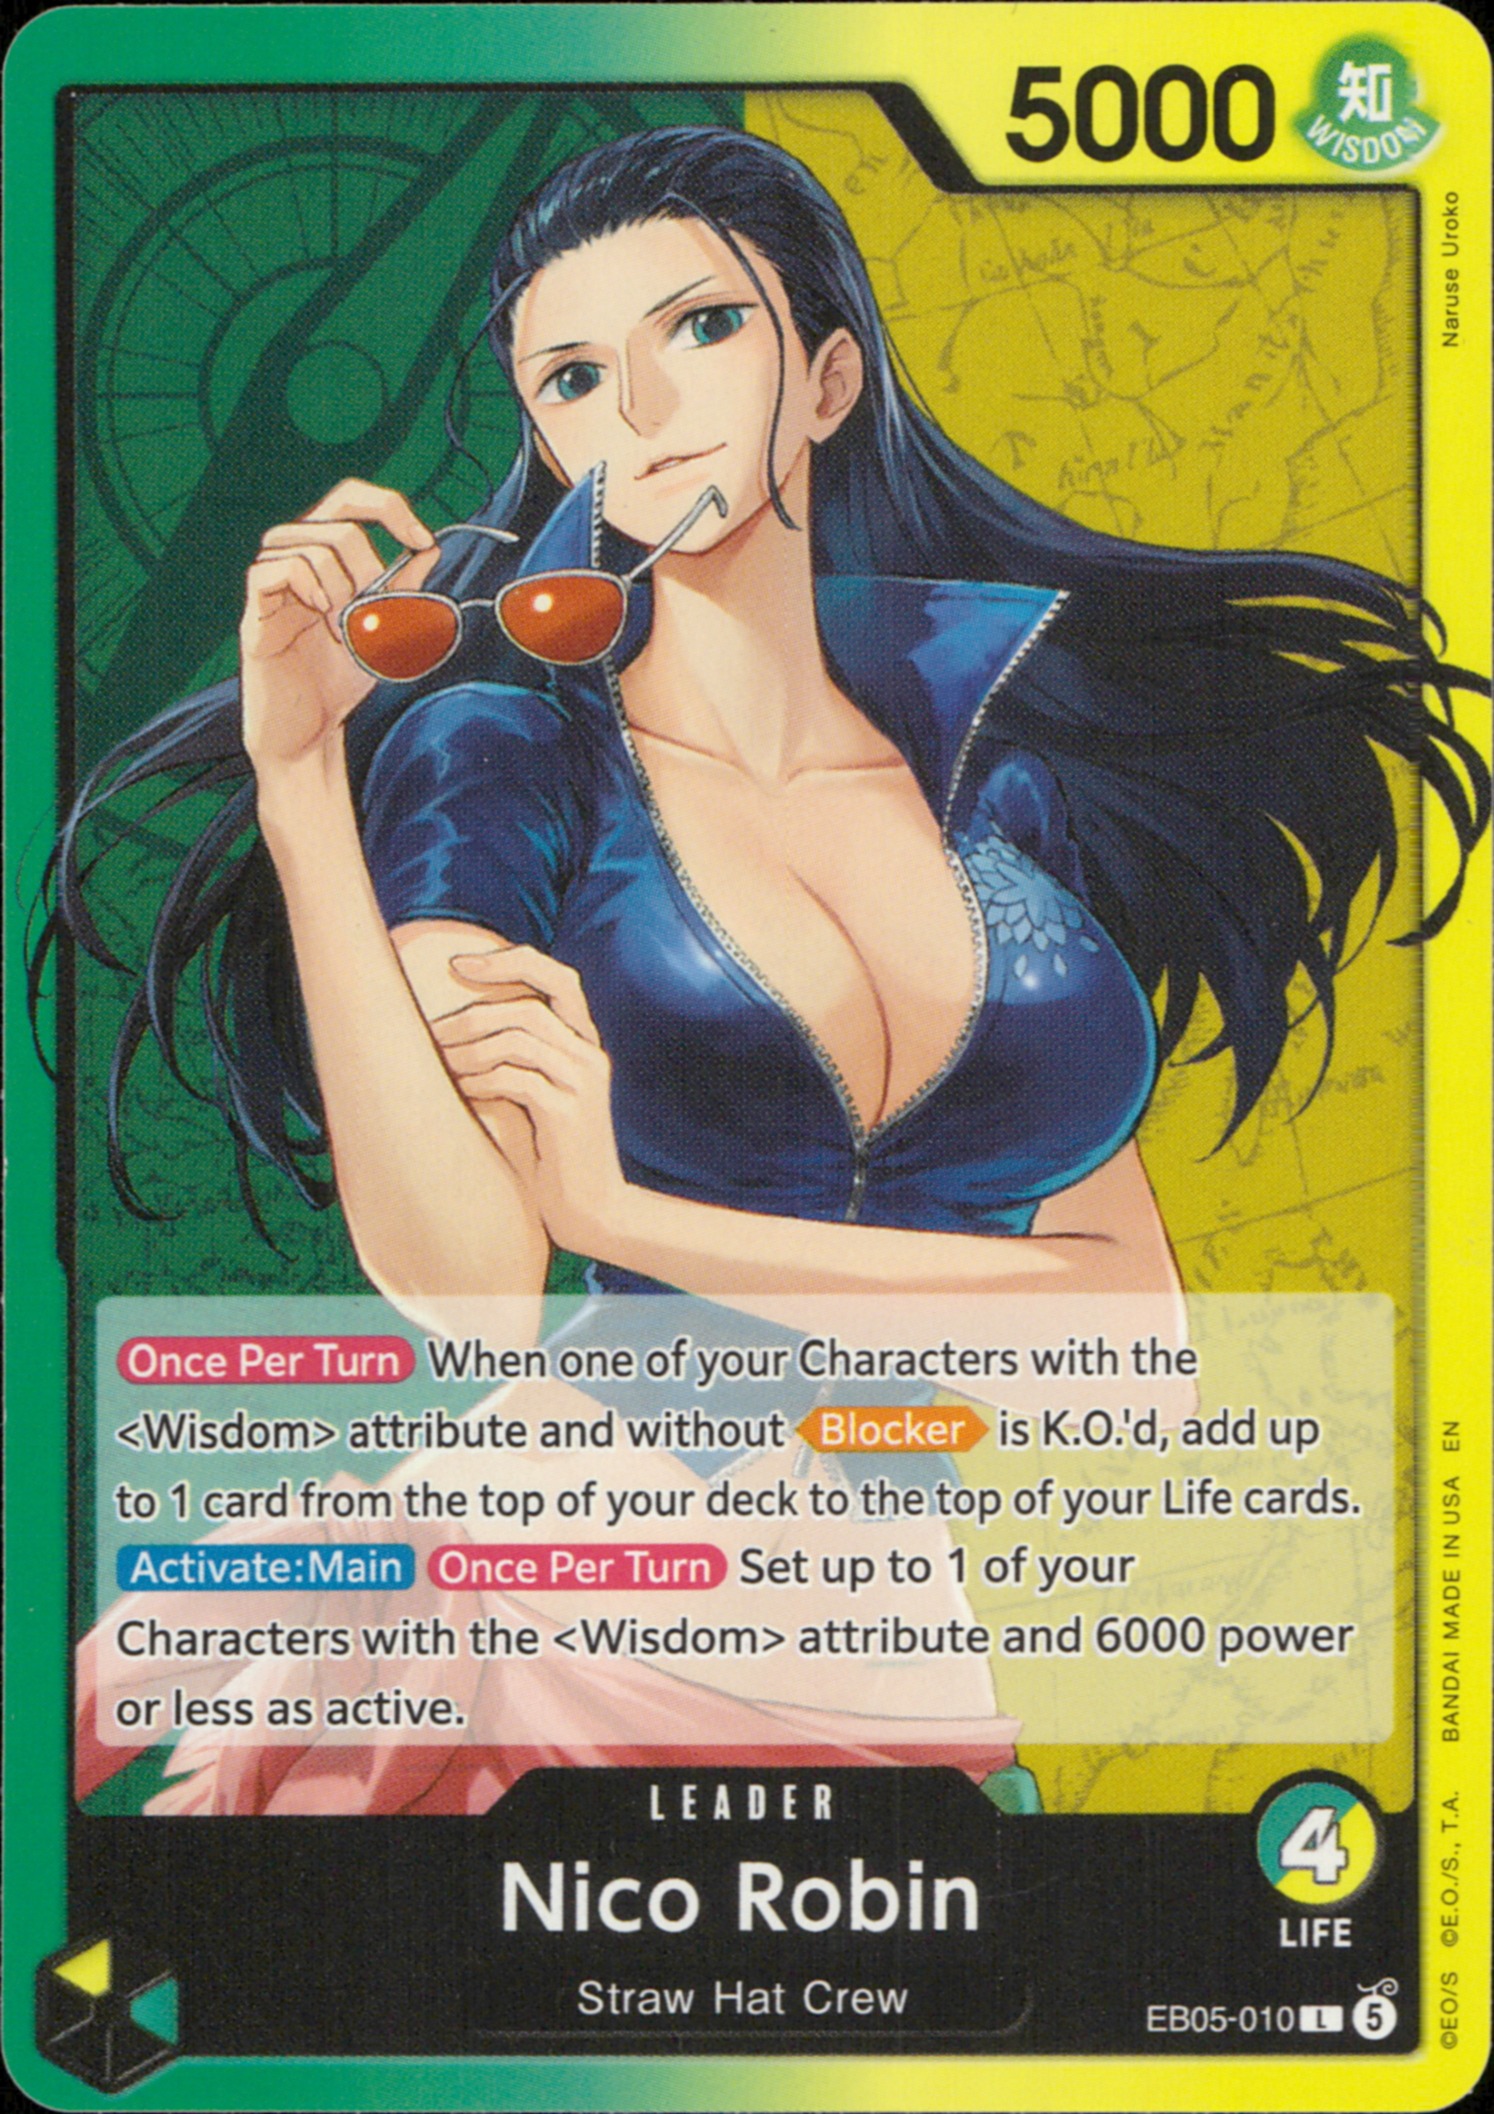 5000
知
WISDOM
Naruse Uroko
Once Per Turn When one of your Characters with the
<Wisdom> attribute and without Blocker is K.O.'d, add up
to 1 card from the top of your deck to the top of your Life cards.
Activate:Main Once Per Turn Set up to 1 of your
Characters with the <Wisdom> attribute and 6000 power
or less as active.
LEADER
Nico Robin
4
LIFE
Straw Hat Crew
EB05-010 L 5
©EO/S ©E.O./S., T.A. BANDAI MADE IN USA EN